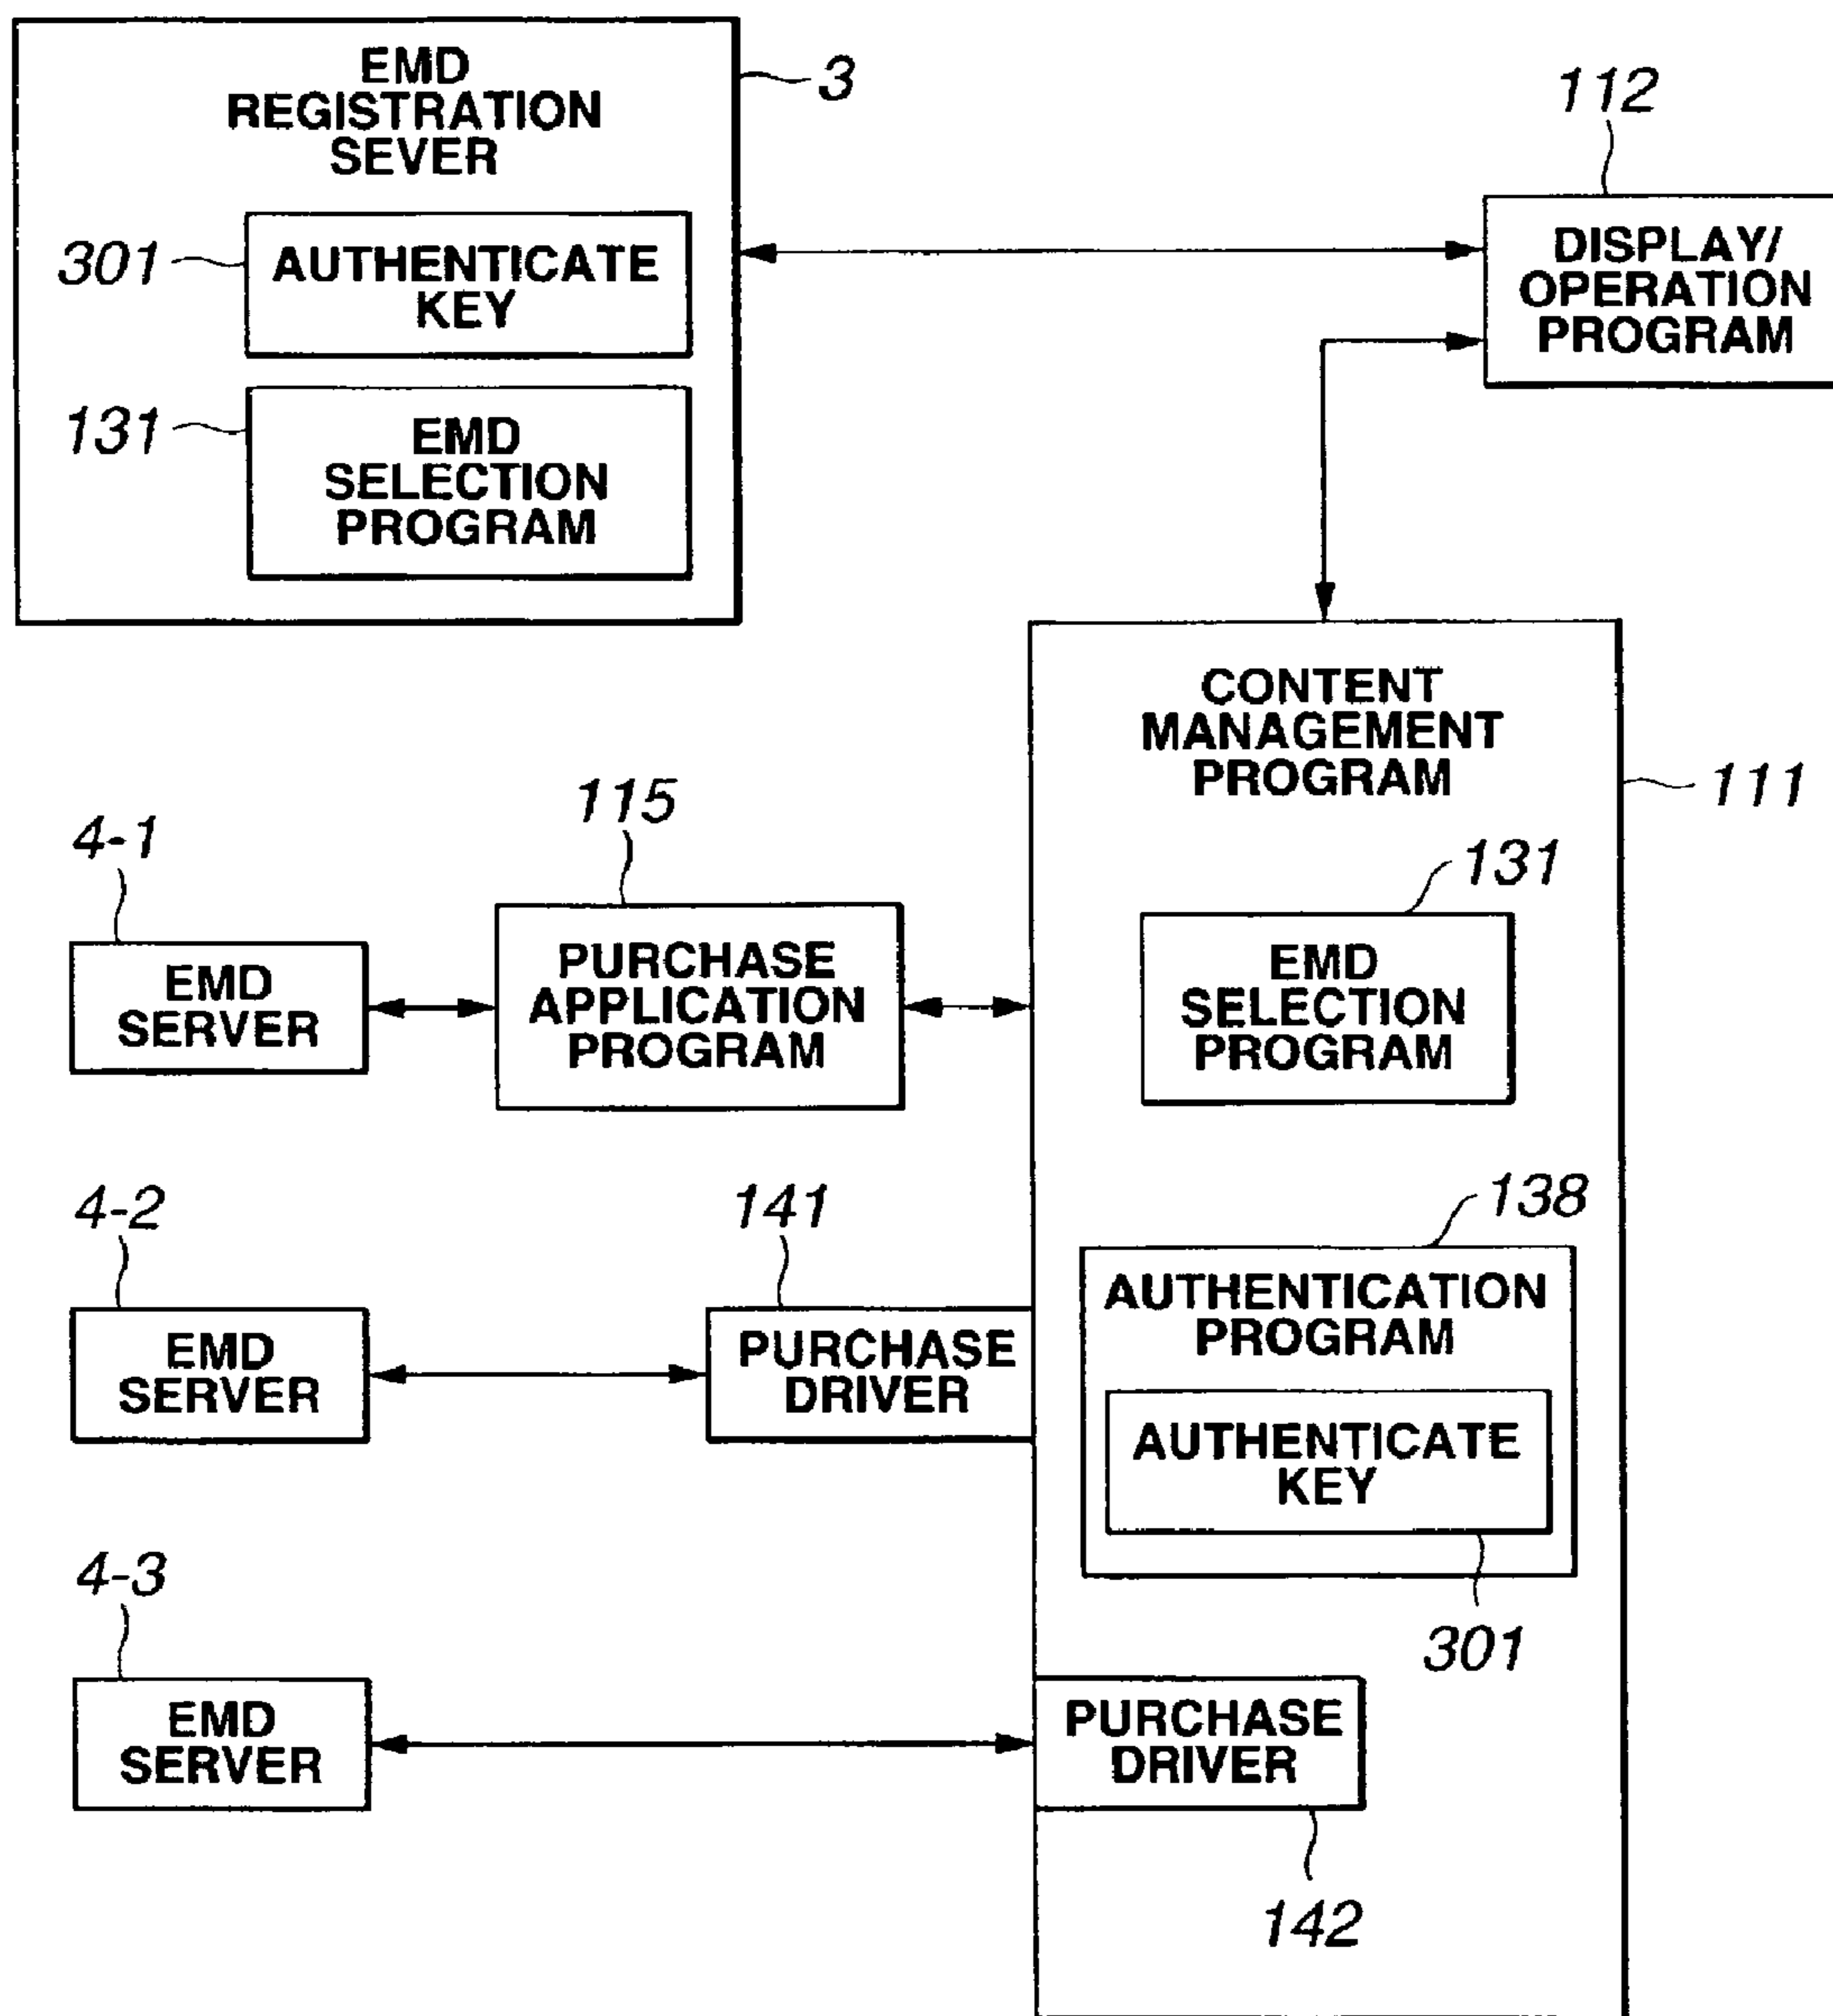 EMD
REGISTRATION
SEVER
3
301
AUTHENTICATE
KEY
131
EMD
SELECTION
PROGRAM
112
DISPLAY/
OPERATION
PROGRAM
CONTENT
MANAGEMENT
PROGRAM
111
4-1
EMD
SERVER
115
PURCHASE
APPLICATION
PROGRAM
131
EMD
SELECTION
PROGRAM
4-2
EMD
SERVER
141
PURCHASE
DRIVER
138
AUTHENTICATION
PROGRAM
AUTHENTICATE
KEY
301
4-3
EMD
SERVER
PURCHASE
DRIVER
142